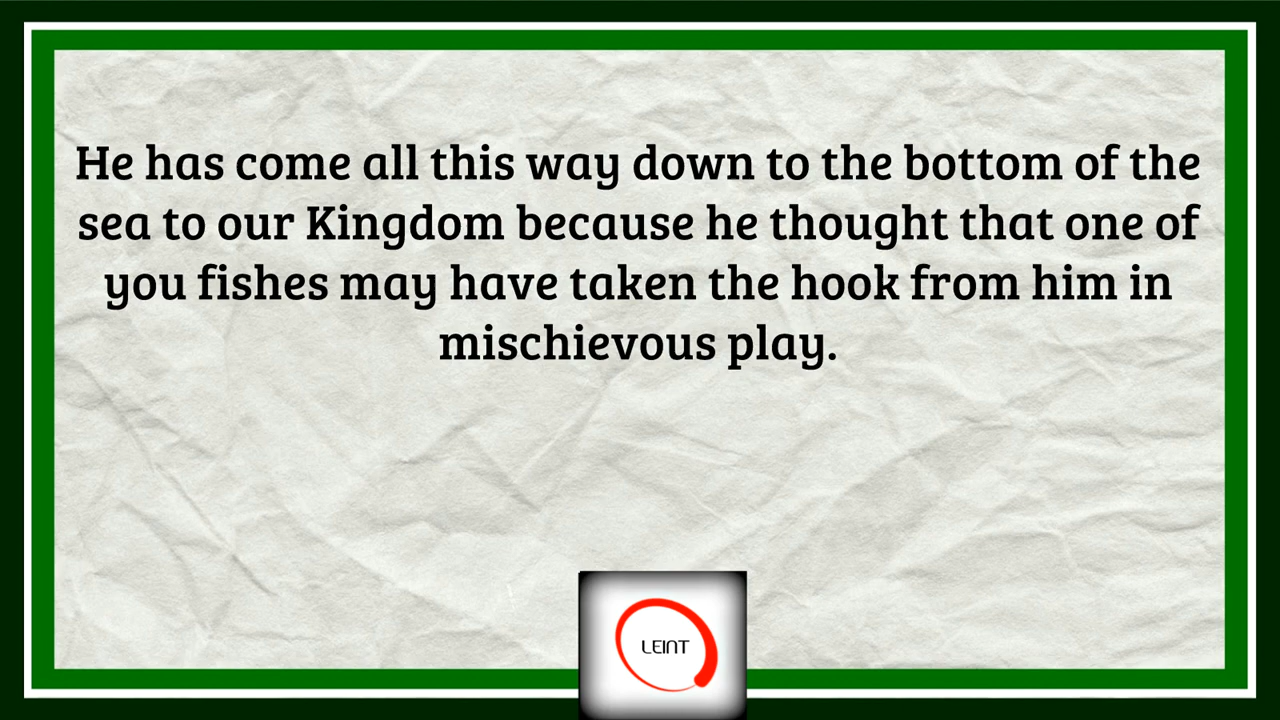 He has come all this way down to the bottom of the
sea to our Kingdom because he thought that one of
you fishes may have taken the hook from him in
mischievous play.
LEINT